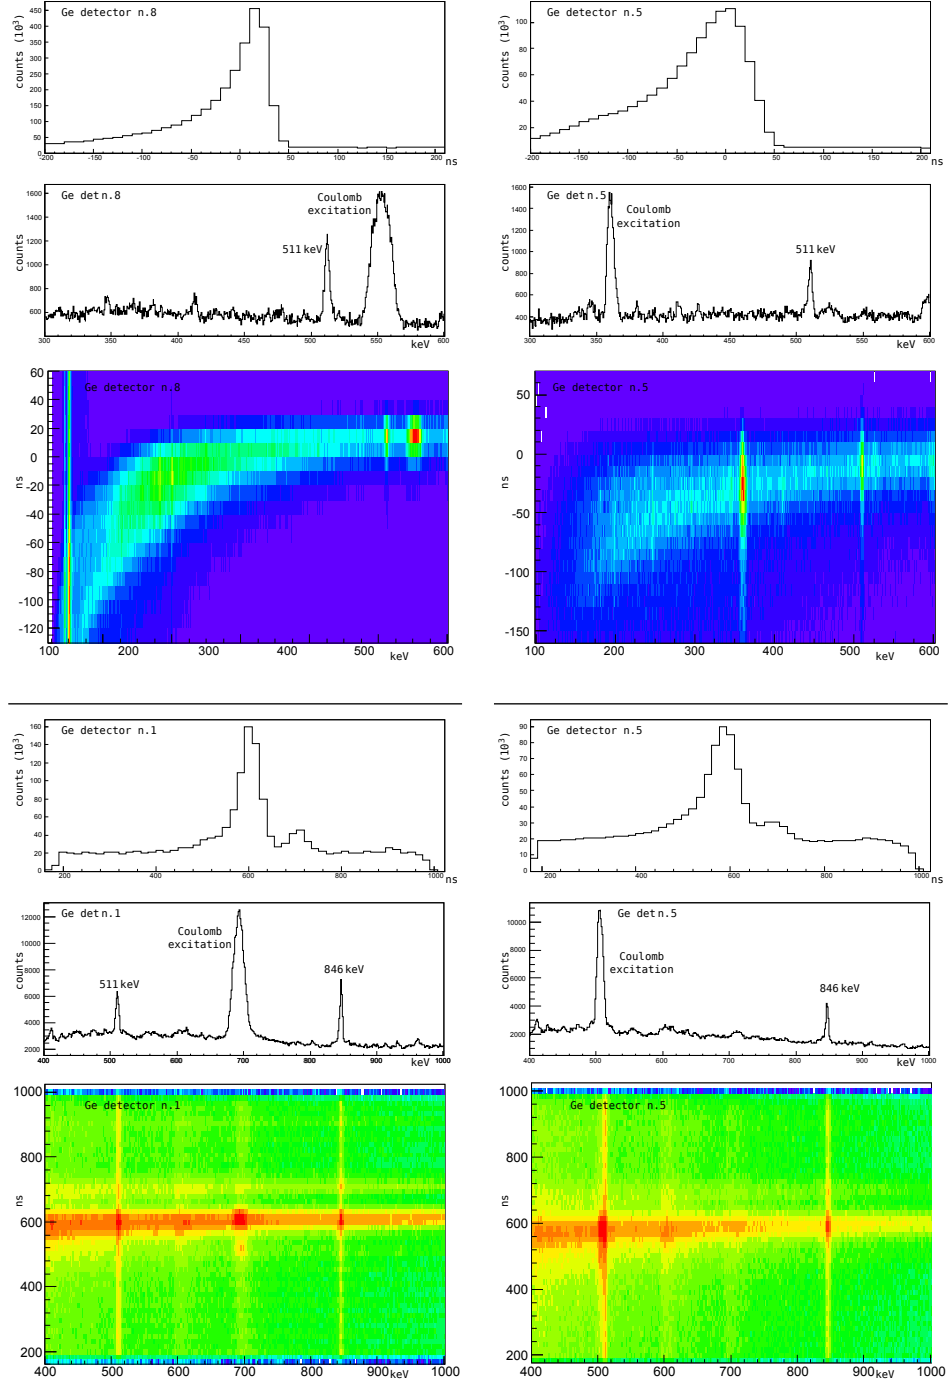 Ge detector n.8
counts (10³)
450
400
350
300
250
200
150
100
50
0
-200 -150 -100 -50 0 50 100 150 200
ns
Ge detector n.5
counts (10³)
100
80
60
40
20
-200 -150 -100 -50 0 50 100 150 200
ns
Ge det n.8
Coulomb
excitation
511 keV
counts
1600
1400
1200
1000
800
600
300 350 400 450 500 550 600
keV
Ge det n.5
Coulomb
excitation
511 keV
counts
1600
1400
1200
1000
800
600
400
300 350 400 450 500 550 600
keV
Ge detector n.8
ns
60
40
20
0
-20
-40
-60
-80
-100
-120
100 200 300 400 500 600
keV
Ge detector n.5
ns
50
0
-50
-100
-150
100 200 300 400 500 600
keV
Ge detector n.1
counts (10³)
160
140
120
100
80
60
40
20
0
200 400 600 800 1000
ns
Ge detector n.5
counts (10³)
90
80
70
60
50
40
30
20
10
0
200 400 600 800 1000
ns
Ge det n.1
Coulomb
excitation
511 keV
846 keV
counts
12000
10000
8000
6000
4000
2000
400 500 600 700 800 900 1000
keV
Ge det n.5
Coulomb
excitation
846 keV
counts
10000
8000
6000
4000
2000
400 500 600 700 800 900 1000
keV
Ge detector n.1
ns
1000
800
600
400
200
400 500 600 700 800 900 1000
keV
Ge detector n.5
ns
1000
800
600
400
200
400 500 600 700 800 900 1000
keV